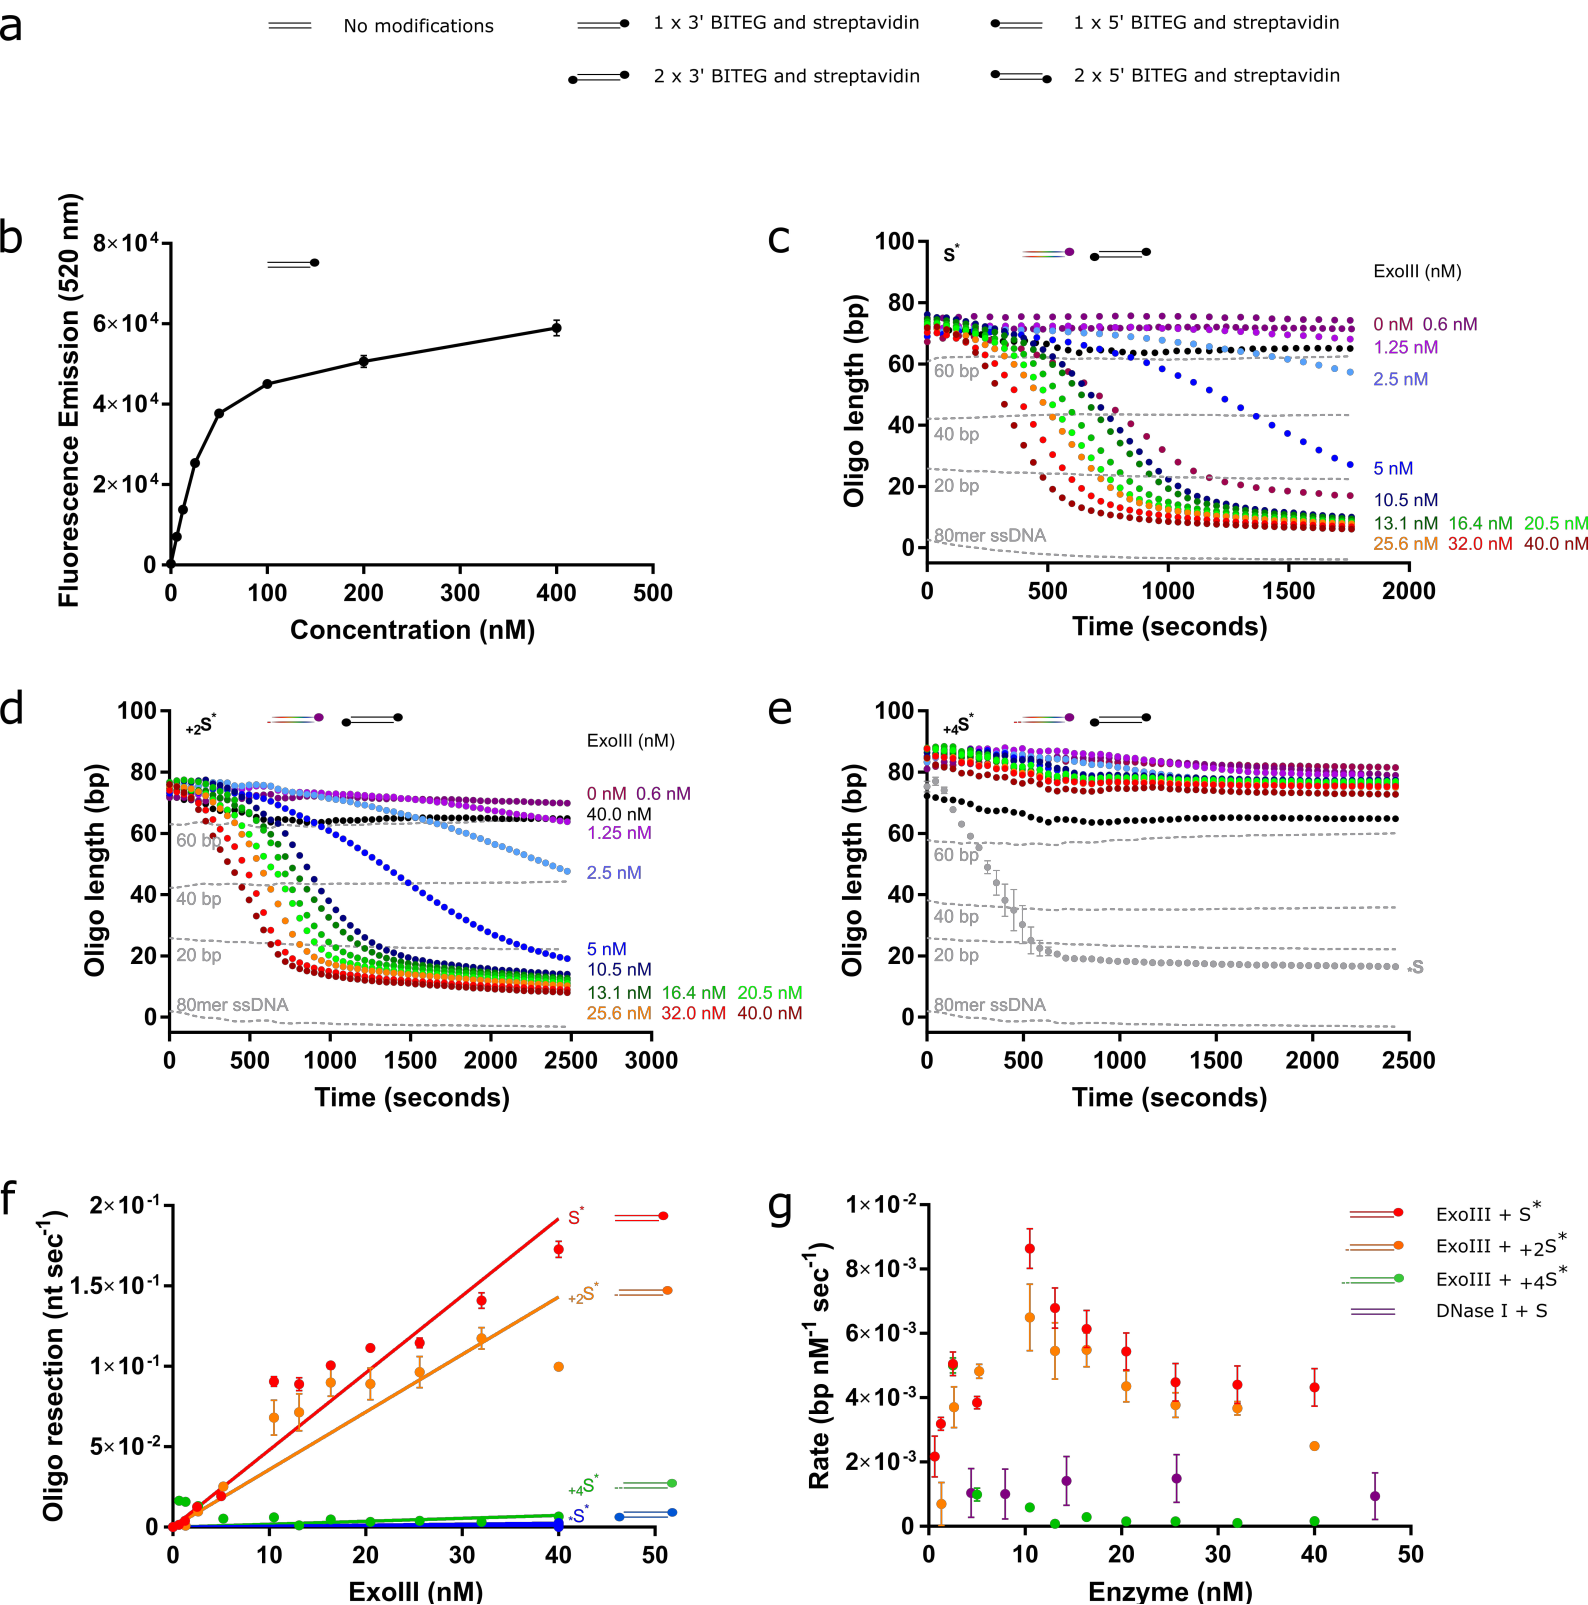 a
No modifications
1 x 3' BITEG and streptavidin
1 x 5' BITEG and streptavidin
2 x 3' BITEG and streptavidin
2 x 5' BITEG and streptavidin
b
Fluorescence Emission (520 nm)
8×10⁴
6×10⁴
4×10⁴
2×10⁴
0
0 100 200 300 400 500
Concentration (nM)
c
S*
Oligo length (bp)
100
80
60
40
20
0
60 bp
40 bp
20 bp
80mer ssDNA
ExoIII (nM)
0 nM 0.6 nM
1.25 nM
2.5 nM
5 nM
10.5 nM
13.1 nM 16.4 nM 20.5 nM
25.6 nM 32.0 nM 40.0 nM
0 500 1000 1500 2000
Time (seconds)
d
₊₂S*
Oligo length (bp)
100
80
60
40
20
0
60 bp
40 bp
20 bp
80mer ssDNA
ExoIII (nM)
0 nM 0.6 nM
40.0 nM
1.25 nM
2.5 nM
5 nM
10.5 nM
13.1 nM 16.4 nM 20.5 nM
25.6 nM 32.0 nM 40.0 nM
0 500 1000 1500 2000 2500 3000
Time (seconds)
e
₊₄S*
Oligo length (bp)
100
80
60
40
20
0
60 bp
40 bp
20 bp
80mer ssDNA
*S
0 500 1000 1500 2000 2500
Time (seconds)
f
Oligo resection (nt sec⁻¹)
2×10⁻¹
1.5×10⁻¹
1×10⁻¹
5×10⁻²
0
S*
₊₂S*
₊₄S*
*S*
0 10 20 30 40 50
ExoIII (nM)
g
Rate (bp nM⁻¹ sec⁻¹)
1×10⁻²
8×10⁻³
6×10⁻³
4×10⁻³
2×10⁻³
0
ExoIII + S*
ExoIII + ₊₂S*
ExoIII + ₊₄S*
DNase I + S
0 10 20 30 40 50
Enzyme (nM)